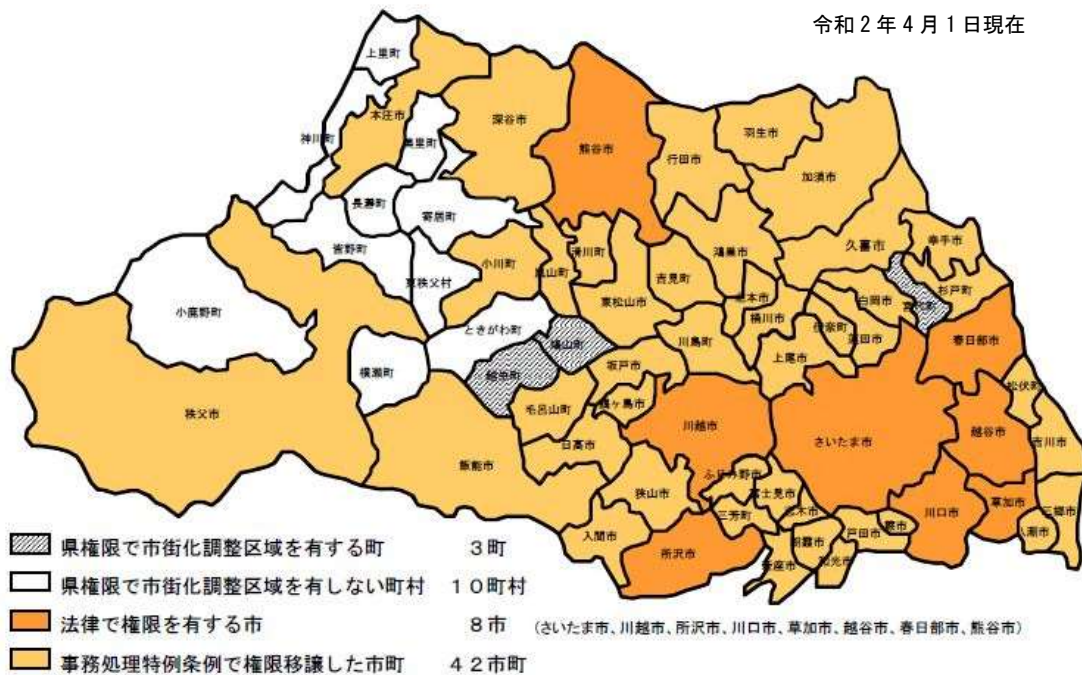 令和2年4月1日現在
上里町
本庄市
神川町
美里町
深谷市
熊谷市
行田市
羽生市
加須市
長瀞町
寄居町
皆野町
東秩父村
小川町
嵐山町
滑川町
東松山市
吉見町
鴻巣市
久喜市
幸手市
杉戸町
宮代町
白岡市
北本市
桶川市
伊奈町
蓮田市
小鹿野町
ときがわ町
鳩山町
川島町
上尾市
春日部市
横瀬町
越生町
坂戸市
松伏町
秩父市
毛呂山町
鶴ヶ島市
川越市
さいたま市
越谷市
吉川市
日高市
飯能市
ふじみ野市
狭山市
富士見市
三芳町
志木市
入間市
所沢市
朝霞市
新座市
和光市
戸田市
蕨市
川口市
草加市
八潮市
三郷市
県権限で市街化調整区域を有する町 3町
県権限で市街化調整区域を有しない町村 10町村
法律で権限を有する市 8市 (さいたま市、川越市、所沢市、川口市、草加市、越谷市、春日部市、熊谷市)
事務処理特例条例で権限移譲した市町 42市町